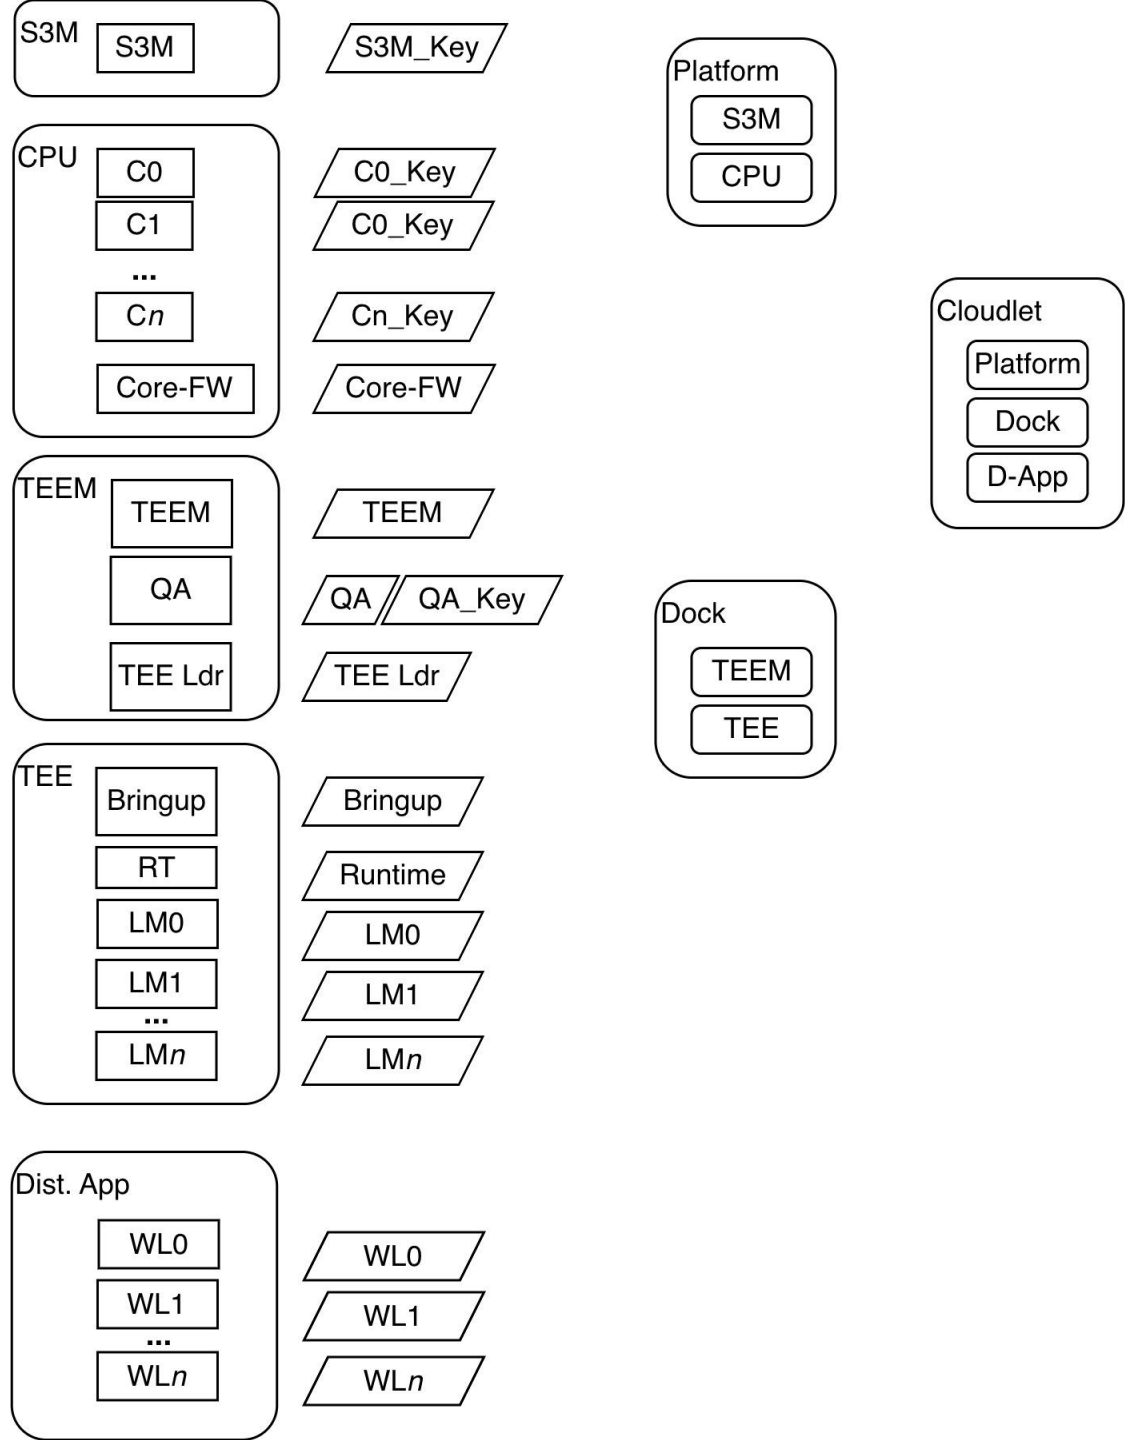 S3M
S3M
S3M_Key
CPU
C0
C0_Key
C1
C0_Key
...
Cn
Cn_Key
Core-FW
Core-FW
TEEM
TEEM
TEEM
QA
QA
QA_Key
TEE Ldr
TEE Ldr
TEE
Bringup
Bringup
RT
Runtime
LM0
LM0
LM1
LM1
...
LMn
LMn
Dist. App
WL0
WL0
WL1
WL1
...
WLn
WLn
Platform
S3M
CPU
Dock
TEEM
TEE
Cloudlet
Platform
Dock
D-App